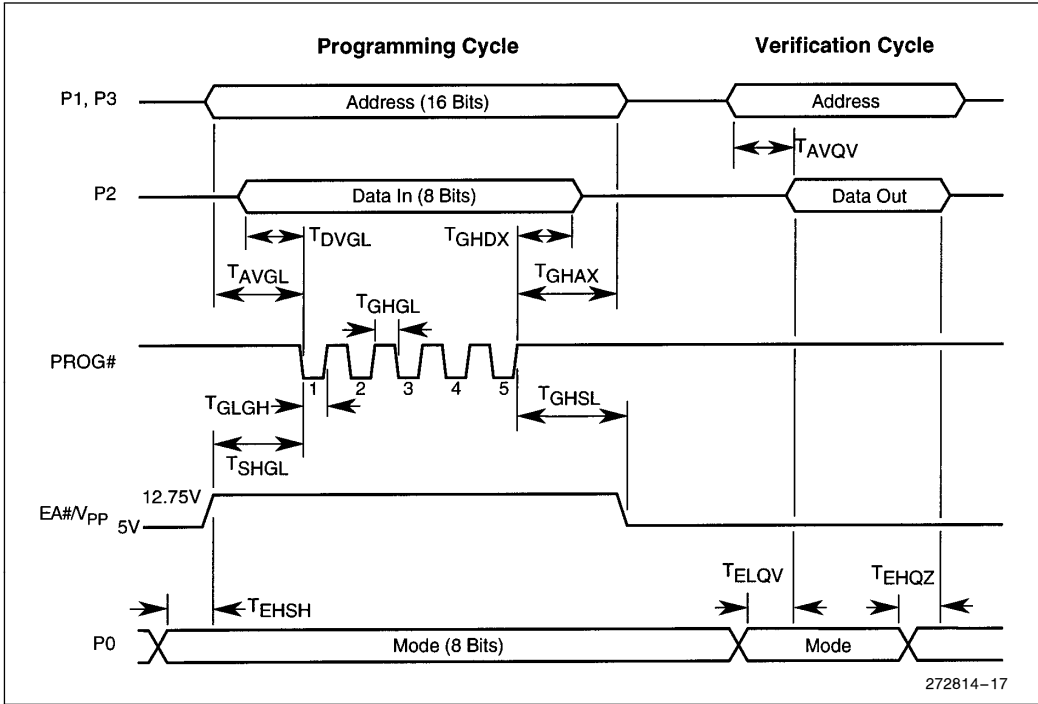 Programming Cycle Verification Cycle
P1, P3 Address (16 Bits) Address
TAVQV
P2 Data In (8 Bits) Data Out
TDVGL TGHDX
TAVGL TGHAX
TGHGL
PROG#
1 2 3 4 5
TGLGH TGHSL
TSHGL
12.75V
EA#/VPP 5V
TELQV TEHQZ
TEHSH
P0 Mode (8 Bits) Mode
272814–17